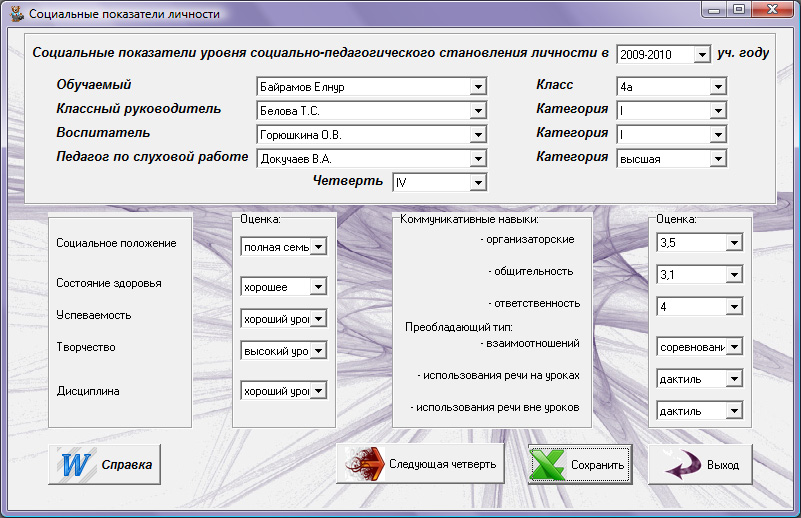 Социальные показатели личности
Социальные показатели уровня социально-педагогического становления личности в 2009-2010 уч. году
Обучаемый Байрамов Елнур Класс 4а
Классный руководитель Белова Т.С. Категория I
Воспитатель Горюшкина О.В. Категория I
Педагог по слуховой работе Докучаев В.А. Категория высшая
Четверть IV
Оценка: Коммуникативные навыки: Оценка:
Социальное положение полная семь - организаторские 3,5
- общительность 3,1
Состояние здоровья хорошее
- ответственность 4
Успеваемость хороший уро
Преобладающий тип:
Творчество высокий уро - взаимоотношений соревновани
- использования речи на уроках дактиль
Дисциплина хороший уро
- использования речи вне уроков дактиль
W Справка Следующая четверть Сохранить Выход